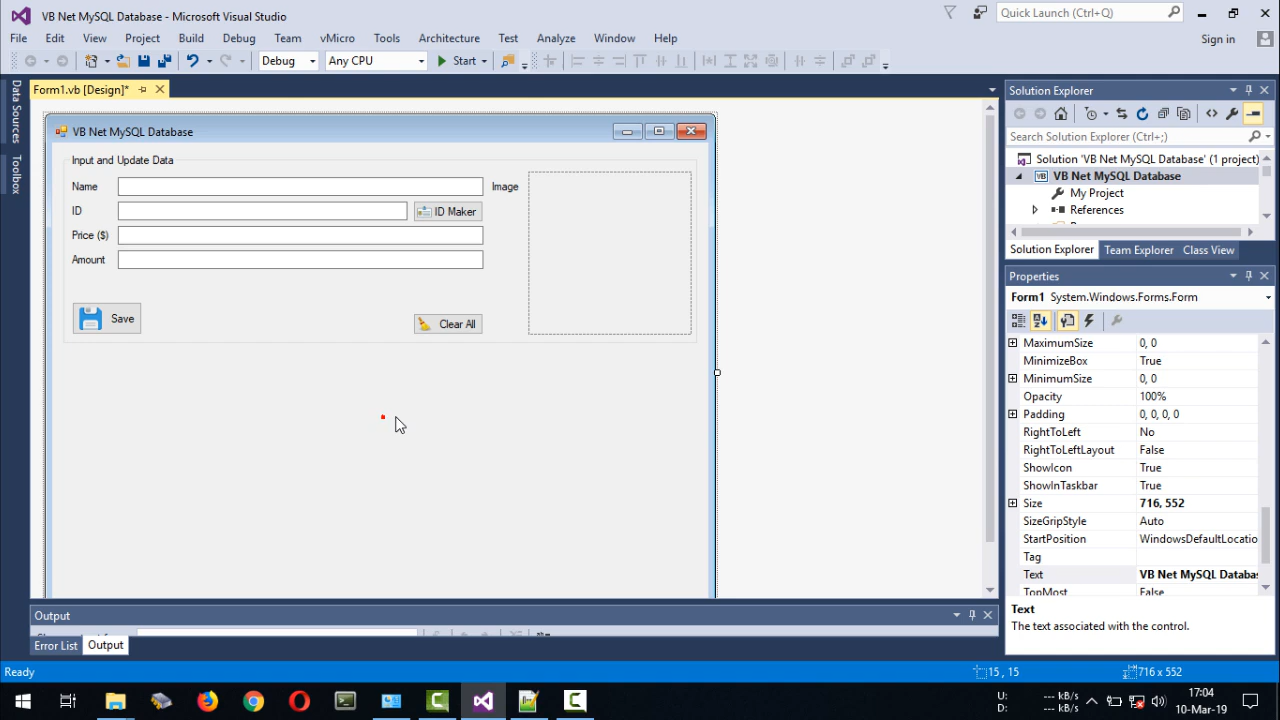 VB Net MySQL Database - Microsoft Visual Studio
Quick Launch (Ctrl+Q)
File Edit View Project Build Debug Team vMicro Tools Architecture Test Analyze Window Help
Sign in
Debug Any CPU Start
Data Sources
Toolbox
Form1.vb [Design]*
VB Net MySQL Database
Input and Update Data
Name
Image
ID
ID Maker
Price ($)
Amount
Save
Clear All
Solution Explorer
Search Solution Explorer (Ctrl+;)
Solution 'VB Net MySQL Database' (1 project)
VB Net MySQL Database
My Project
References
Solution Explorer Team Explorer Class View
Properties
Form1 System.Windows.Forms.Form
MaximumSize 0, 0
MinimizeBox True
MinimumSize 0, 0
Opacity 100%
Padding 0, 0, 0, 0
RightToLeft No
RightToLeftLayout False
ShowIcon True
ShowInTaskbar True
Size 716, 552
SizeGripStyle Auto
StartPosition WindowsDefaultLocatio
Tag
Text VB Net MySQL Databas
TopMost False
Text
The text associated with the control.
Output
Error List Output
Ready
15 , 15
716 x 552
U: --- kB/s
D: --- kB/s
17:04
10-Mar-19